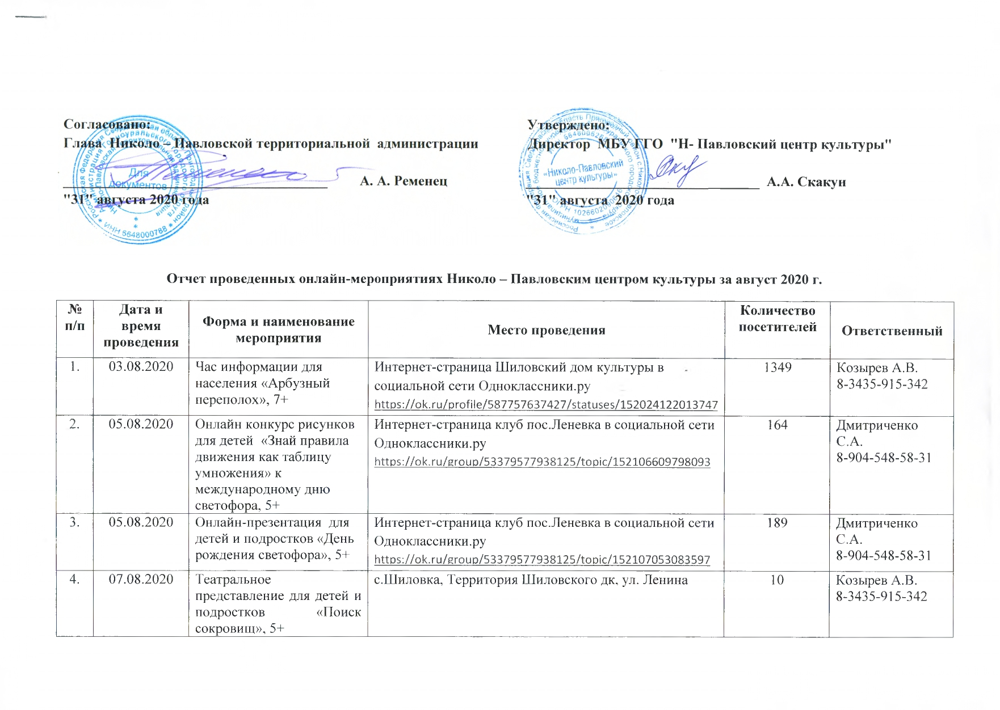 Согласовано:
Глава Николо – Павловской территориальной администрации
А. А. Ременец
"31" августа 2020 года
Для
документов
ИНН 6648000788
Утверждено:
Директор МБУ ГГО "Н- Павловский центр культуры"
«Николо-Павловский
центр культуры»
А.А. Скакун
"31" августа 2020 года
Отчет проведенных онлайн-мероприятиях Николо – Павловским центром культуры за август 2020 г.
№
п/п
Дата и
время
проведения
Форма и наименование
мероприятия
Место проведения
Количество
посетителей
Ответственный
1.
03.08.2020
Час информации для
населения «Арбузный
переполох», 7+
Интернет-страница Шиловский дом культуры в
социальной сети Одноклассники.ру
https://ok.ru/profile/587757637427/statuses/152024122013747
1349
Козырев А.В.
8-3435-915-342
2.
05.08.2020
Онлайн конкурс рисунков
для детей «Знай правила
движения как таблицу
умножения» к
международному дню
светофора, 5+
Интернет-страница клуб пос.Леневка в социальной сети
Одноклассники.ру
https://ok.ru/group/53379577938125/topic/152106609798093
164
Дмитриченко
С.А.
8-904-548-58-31
3.
05.08.2020
Онлайн-презентация для
детей и подростков «День
рождения светофора», 5+
Интернет-страница клуб пос.Леневка в социальной сети
Одноклассники.ру
https://ok.ru/group/53379577938125/topic/152107053083597
189
Дмитриченко
С.А.
8-904-548-58-31
4.
07.08.2020
Театральное
представление для детей и
подростков «Поиск
сокровищ», 5+
с.Шиловка, Территория Шиловского дк, ул. Ленина
10
Козырев А.В.
8-3435-915-342